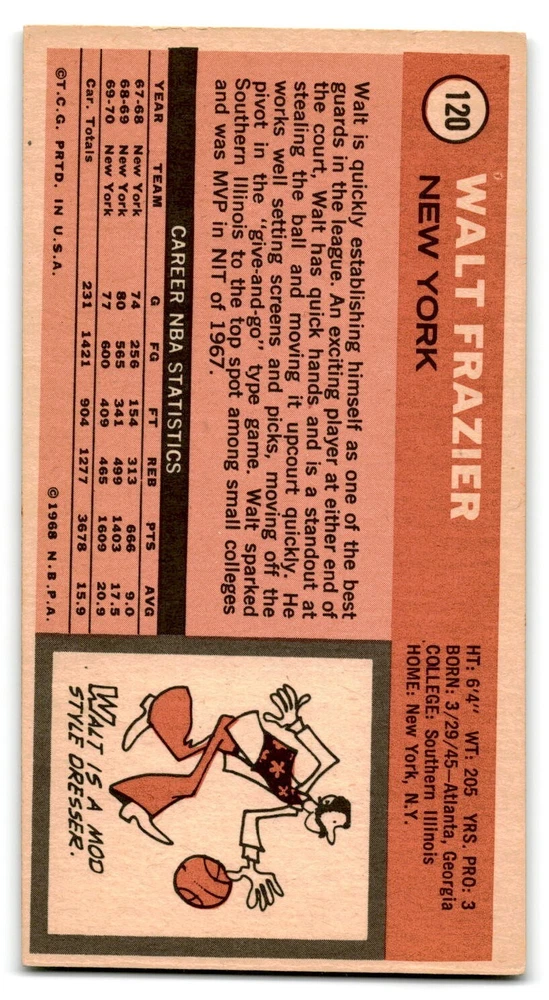 120
WALT FRAZIER
NEW YORK
HT: 6'4" WT: 205 YRS. PRO: 3
BORN: 3/29/45—Atlanta, Georgia
COLLEGE: Southern Illinois
HOME: New York, N.Y.
Walt is quickly establishing himself as one of the best
guards in the league. An exciting player at either end of
the court, Walt has quick hands and is a standout at
stealing the ball and moving it upcourt quickly. He
works well setting screens and picks, moving off the
pivot in the "give-and-go" type game. Walt sparked
Southern Illinois to the top spot among small colleges
and was MVP in NIT of 1967.
CAREER NBA STATISTICS
YEAR TEAM G FG FT REB PTS AVG
67-68 New York 74 256 154 313 666 9.0
68-69 New York 80 565 341 499 1403 17.5
69-70 New York 77 600 409 465 1609 20.9
Car. Totals 231 1421 904 1277 3678 15.9
©T.C.G. PRTD. IN U.S.A. ©1968 N.B.P.A.
WALT IS A MOD
STYLE DRESSER.